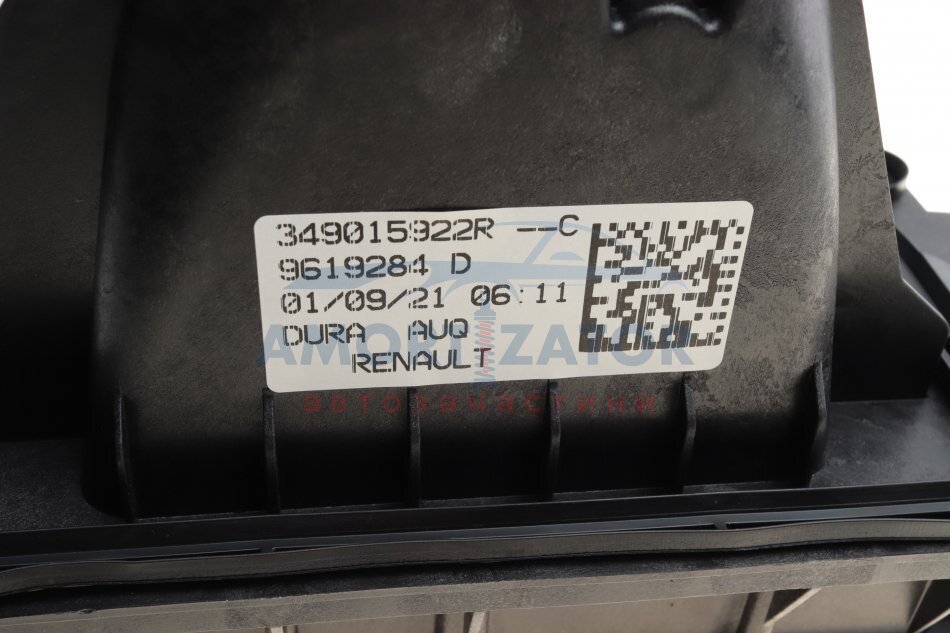 349015922R --C
9619284 D
01/09/21 06:11
DURA AUQ
RENAULT
AMORTIZATOR
автозапчастини